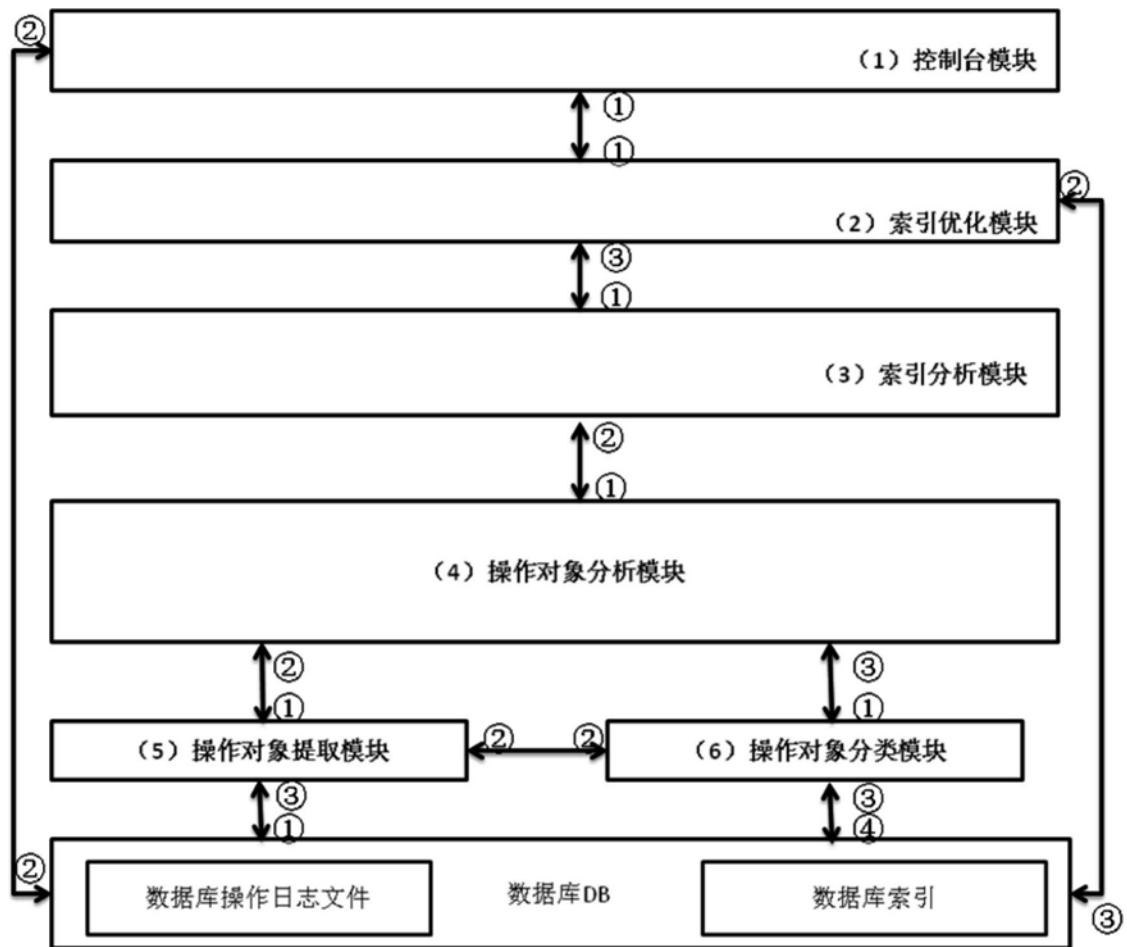 ②
（1）控制台模块
①
①
②
（2）索引优化模块
③
①
（3）索引分析模块
②
①
（4）操作对象分析模块
② ③
① ①
（5）操作对象提取模块 ② ② （6）操作对象分类模块
③ ③
① ④
②
数据库操作日志文件 数据库DB 数据库索引
③